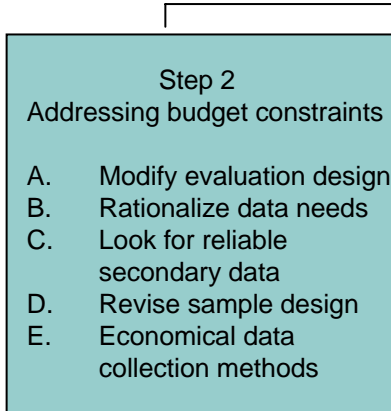 Step 2
Addressing budget constraints
A. Modify evaluation design
B. Rationalize data needs
C. Look for reliable
secondary data
D. Revise sample design
E. Economical data
collection methods